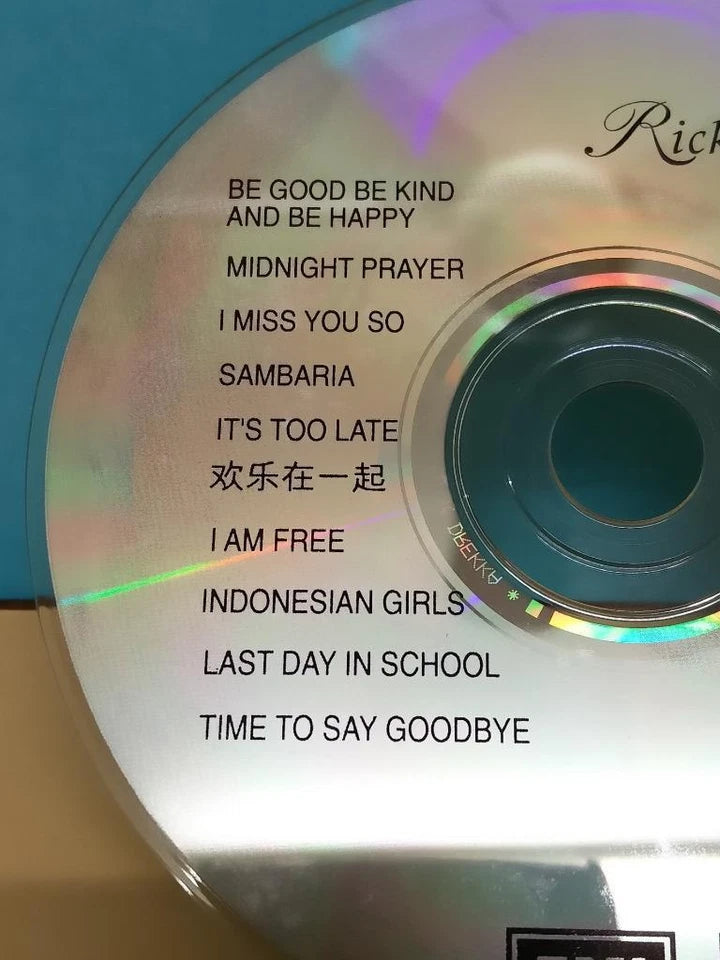 Rick
BE GOOD BE KIND
AND BE HAPPY
MIDNIGHT PRAYER
I MISS YOU SO
SAMBARIA
IT'S TOO LATE
欢乐在一起
I AM FREE
INDONESIAN GIRLS
LAST DAY IN SCHOOL
TIME TO SAY GOODBYE